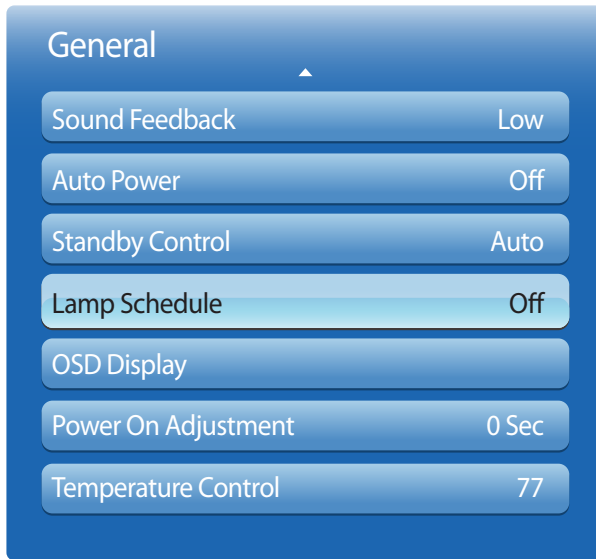 General
Sound Feedback Low
Auto Power Off
Standby Control Auto
Lamp Schedule Off
OSD Display
Power On Adjustment 0 Sec
Temperature Control 77